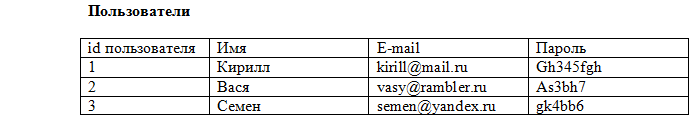 Пользователи
id пользователя Имя E-mail Пароль
1 Кирилл kirill@mail.ru Gh345fgh
2 Вася vasy@rambler.ru As3bh7
3 Семен semen@yandex.ru gk4bb6